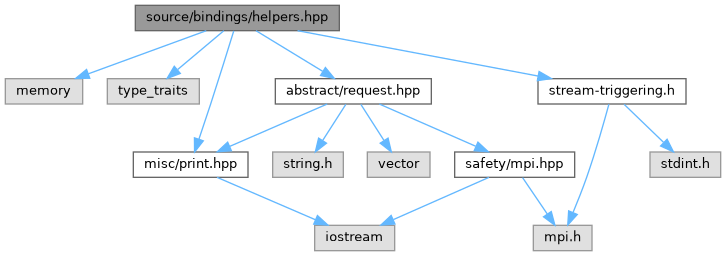 source/bindings/helpers.hpp
memory
type_traits
abstract/request.hpp
stream-triggering.h
misc/print.hpp
string.h
vector
safety/mpi.hpp
stdint.h
iostream
mpi.h